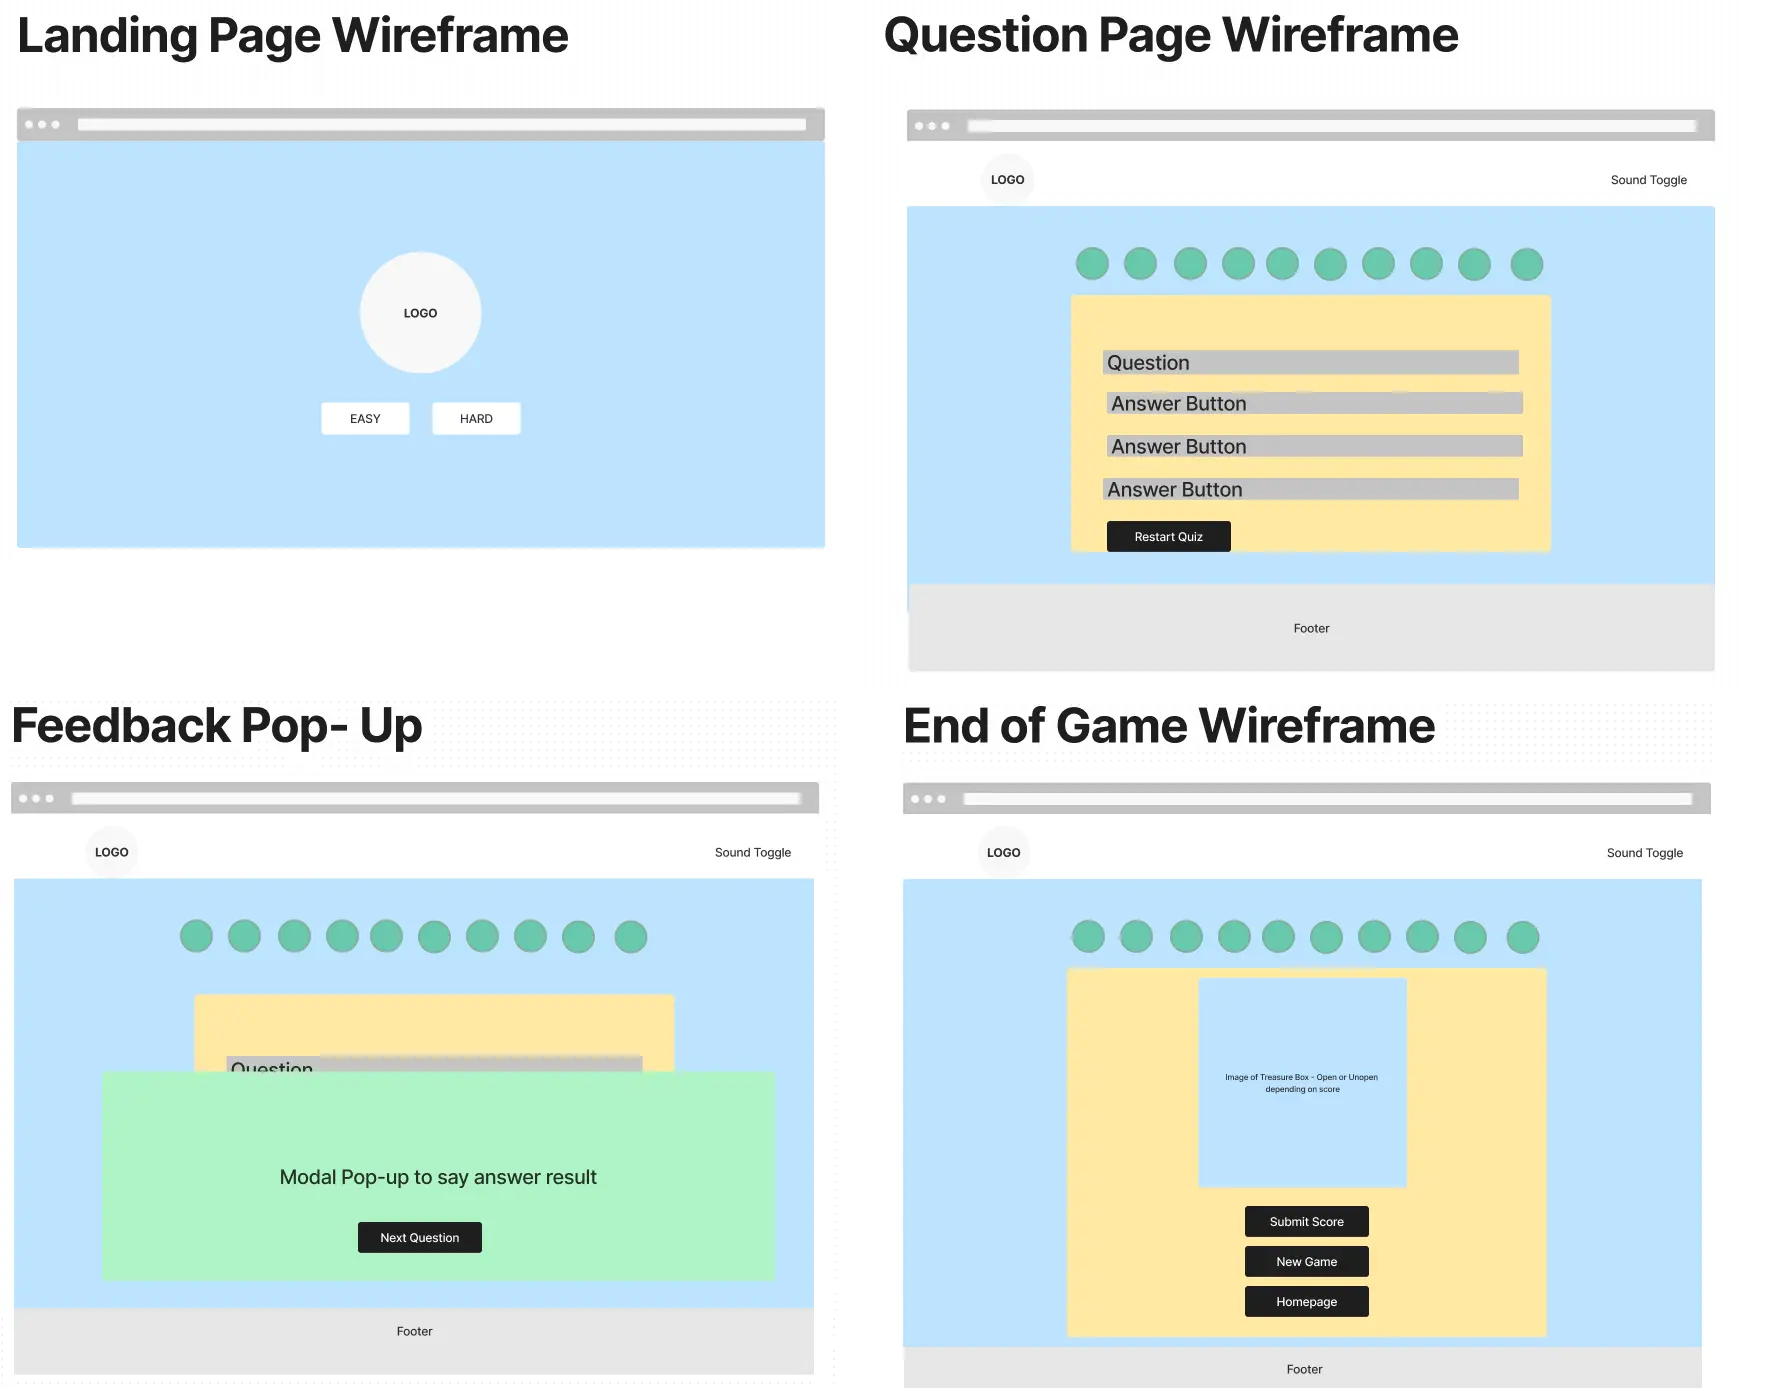 Landing Page Wireframe
LOGO
EASY
HARD
Question Page Wireframe
LOGO
Sound Toggle
Question
Answer Button
Answer Button
Answer Button
Restart Quiz
Footer
Feedback Pop- Up
LOGO
Sound Toggle
Question
Modal Pop-up to say answer result
Next Question
Footer
End of Game Wireframe
LOGO
Sound Toggle
Image of Treasure Box - Open or Unopen
depending on score
Submit Score
New Game
Homepage
Footer